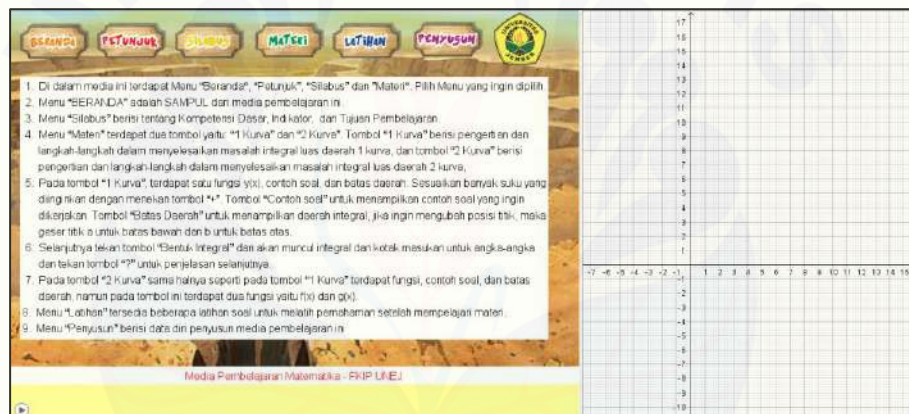 BERANDA PETUNJUK SILABUS MATERI LATIHAN PENYUSUN
UNIVERSITAS JEMBER
1. Di dalam media ini terdapat Menu "Beranda", "Petunjuk", "Silabus" dan "Materi". Pilih Menu yang ingin dipilih.
2. Menu "BERANDA" adalah SAMPUL dari media pembelajaran ini
3. Menu "Silabus" berisi tentang Kompetensi Dasar, Indikator, dan Tujuan Pembelajaran
4. Menu "Materi" terdapat dua tombol yaitu: "1 Kurva" dan "2 Kurva". Tombol "1 Kurva" berisi pengertian dan
langkah-langkah dalam menyelesaikan masalah integral luas daerah 1 kurva, dan tombol "2 Kurva" berisi
pengertian dan langkah-langkah dalam menyelesaikan masalah integral luas daerah 2 kurva,
5. Pada tombol "1 Kurva", terdapat satu fungsi y(x), contoh soal, dan batas daerah. Sesuaikan banyak suku yang
diinginkan dengan menekan tombol "+". Tombol "Contoh soal" untuk menampilkan contoh soal yang ingin
dikerjakan. Tombol "Batas Daerah" untuk menampilkan daerah integral, jika ingin mengubah posisi titik, maka
geser titik a untuk batas bawah dan b untuk batas atas.
6. Selanjutnya tekan tombol "Bentuk Integral" dan akan muncul integral dan kotak masukan untuk angka-angka
dan tekan tombol "?" untuk penjelasan selanjutnya.
7. Pada tombol "2 Kurva" sama halnya seperti pada tombol "1 Kurva" terdapat fungsi, contoh soal, dan batas
daerah, namun pada tombol ini terdapat dua fungsi yaitu f(x) dan g(x).
8. Menu "Latihan" tersedia beberapa latihan soal untuk melatih pemahaman setelah mempelajari materi.
9. Menu "Penyusun" berisi data diri penyusun media pembelajaran ini
Media Pembelajaran Matematika - FKIP UNEJ
17
16
15
14
13
12
11
10
9
8
7
6
5
4
3
2
1
-7 -6 -5 -4 -3 -2 -1 1 2 3 4 5 6 7 8 9 10 11 12 13 14 15
-1
-2
-3
-4
-5
-6
-7
-8
-9
-10